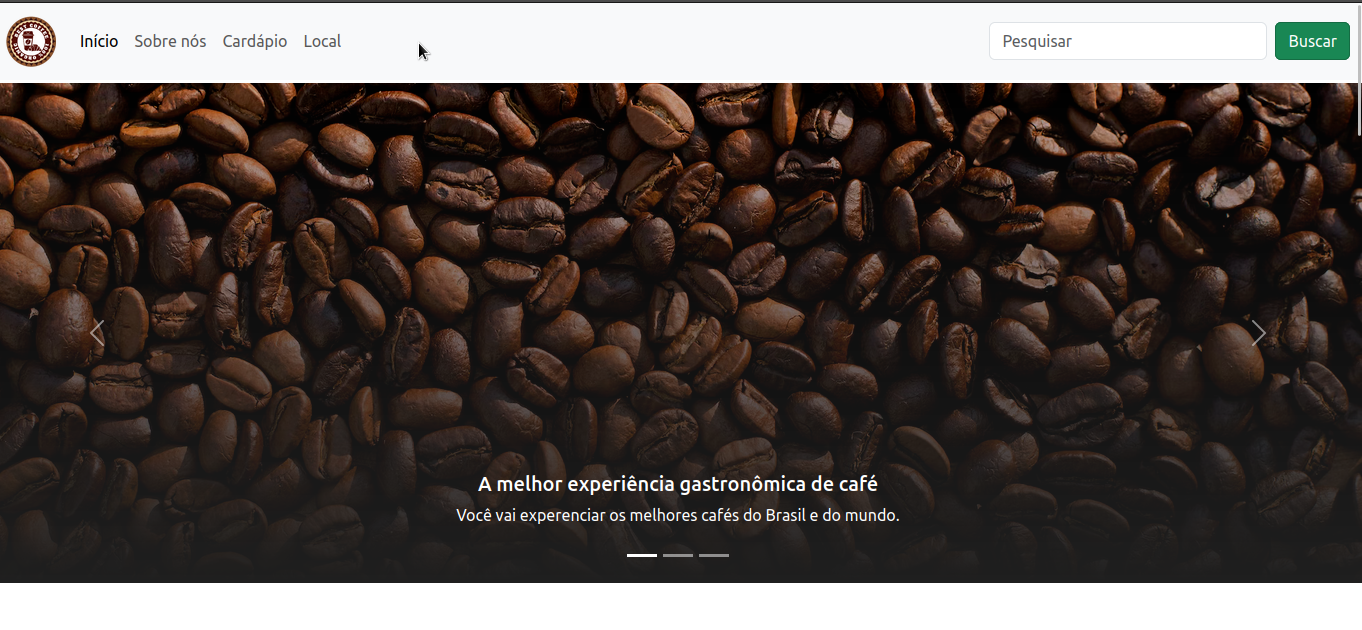 Início
Sobre nós
Cardápio
Local
Pesquisar
Buscar
A melhor experiência gastronômica de café
Você vai experenciar os melhores cafés do Brasil e do mundo.